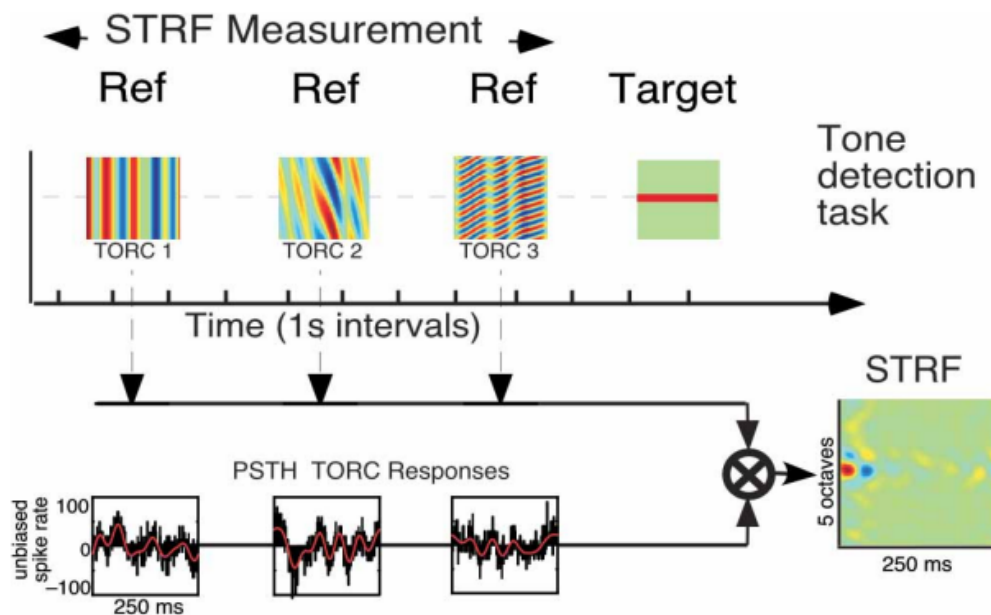 STRF Measurement
Ref Ref Ref Target
Tone
detection
task
TORC 1 TORC 2 TORC 3
Time (1s intervals)
STRF
5 octaves
250 ms
PSTH TORC Responses
unbiased
spike rate
100
0
−100
250 ms